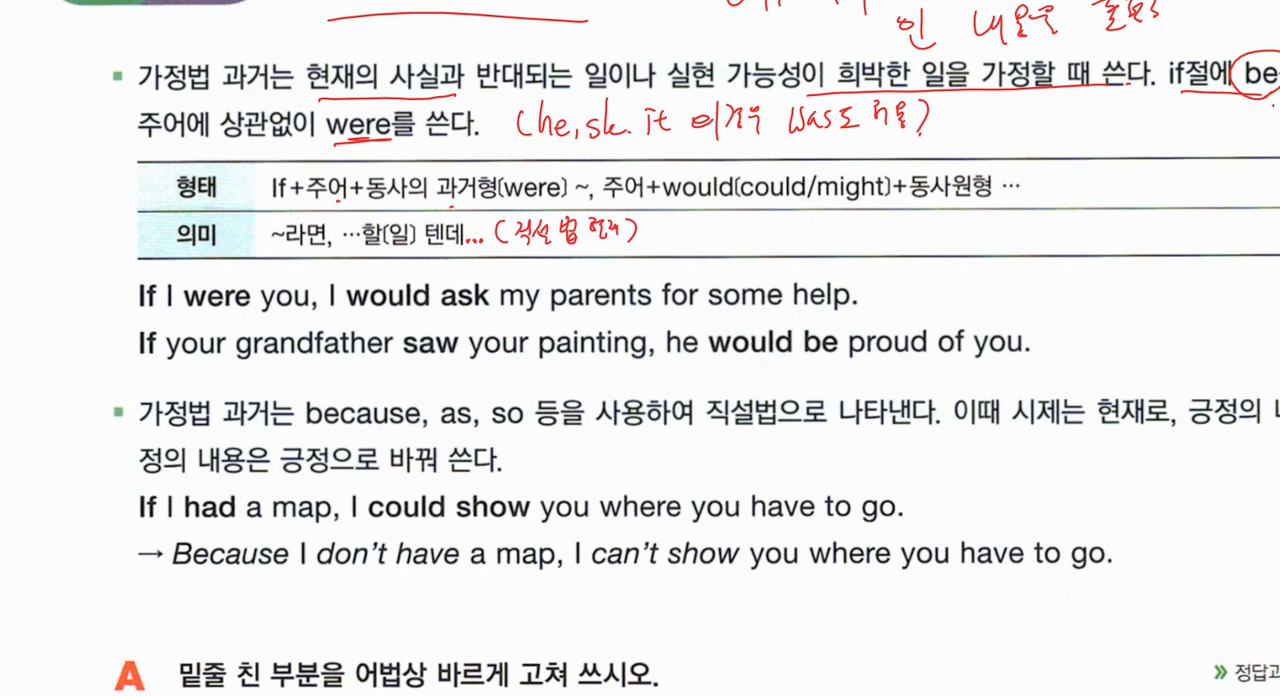 인 내용을
가정법 과거는 현재의 사실과 반대되는 일이나 실현 가능성이 희박한 일을 가정할 때 쓴다. if절에 be
주어에 상관없이 were를 쓴다. (he, she. it 이경우 was도 허용)
형태 If+주어+동사의 과거형(were) ~, 주어+would(could/might)+동사원형 …
의미 ~라면, …할(일) 텐데... (직설법 현재)
If I were you, I would ask my parents for some help.
If your grandfather saw your painting, he would be proud of you.
가정법 과거는 because, as, so 등을 사용하여 직설법으로 나타낸다. 이때 시제는 현재로, 긍정의
정의 내용은 긍정으로 바꿔 쓴다.
If I had a map, I could show you where you have to go.
→ Because I don't have a map, I can't show you where you have to go.
A 밑줄 친 부분을 어법상 바르게 고쳐 쓰시오.
» 정답과